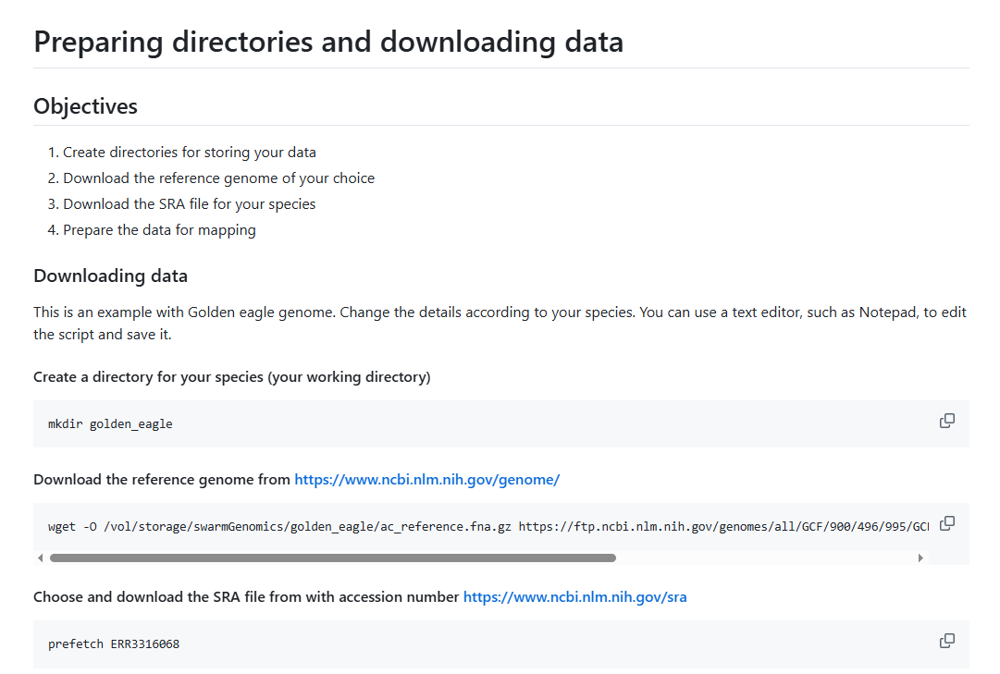 Preparing directories and downloading data
Objectives
1. Create directories for storing your data
2. Download the reference genome of your choice
3. Download the SRA file for your species
4. Prepare the data for mapping
Downloading data
This is an example with Golden eagle genome. Change the details according to your species. You can use a text editor, such as Notepad, to edit
the script and save it.
Create a directory for your species (your working directory)
mkdir golden_eagle
Download the reference genome from https://www.ncbi.nlm.nih.gov/genome/
wget -O /vol/storage/swarmGenomics/golden_eagle/ac_reference.fna.gz https://ftp.ncbi.nlm.nih.gov/genomes/all/GCF/900/496/995/GC
Choose and download the SRA file from with accession number https://www.ncbi.nlm.nih.gov/sra
prefetch ERR3316068